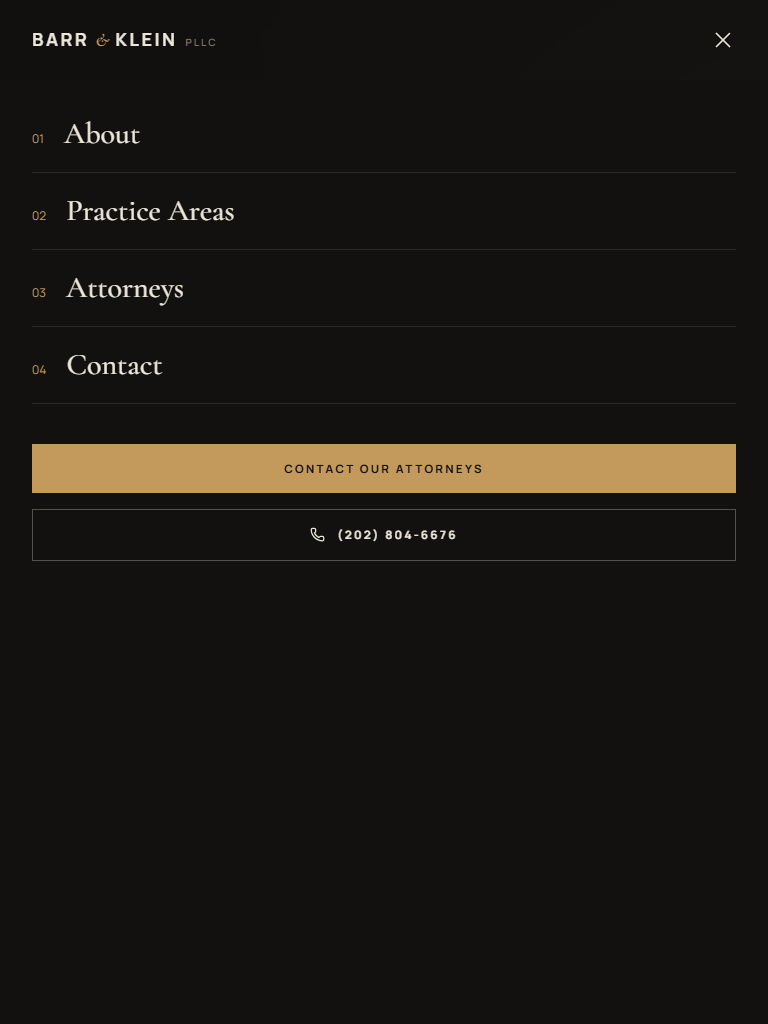 BARR & KLEIN PLLC
01 About
02 Practice Areas
03 Attorneys
04 Contact
CONTACT OUR ATTORNEYS
(202) 804-6676